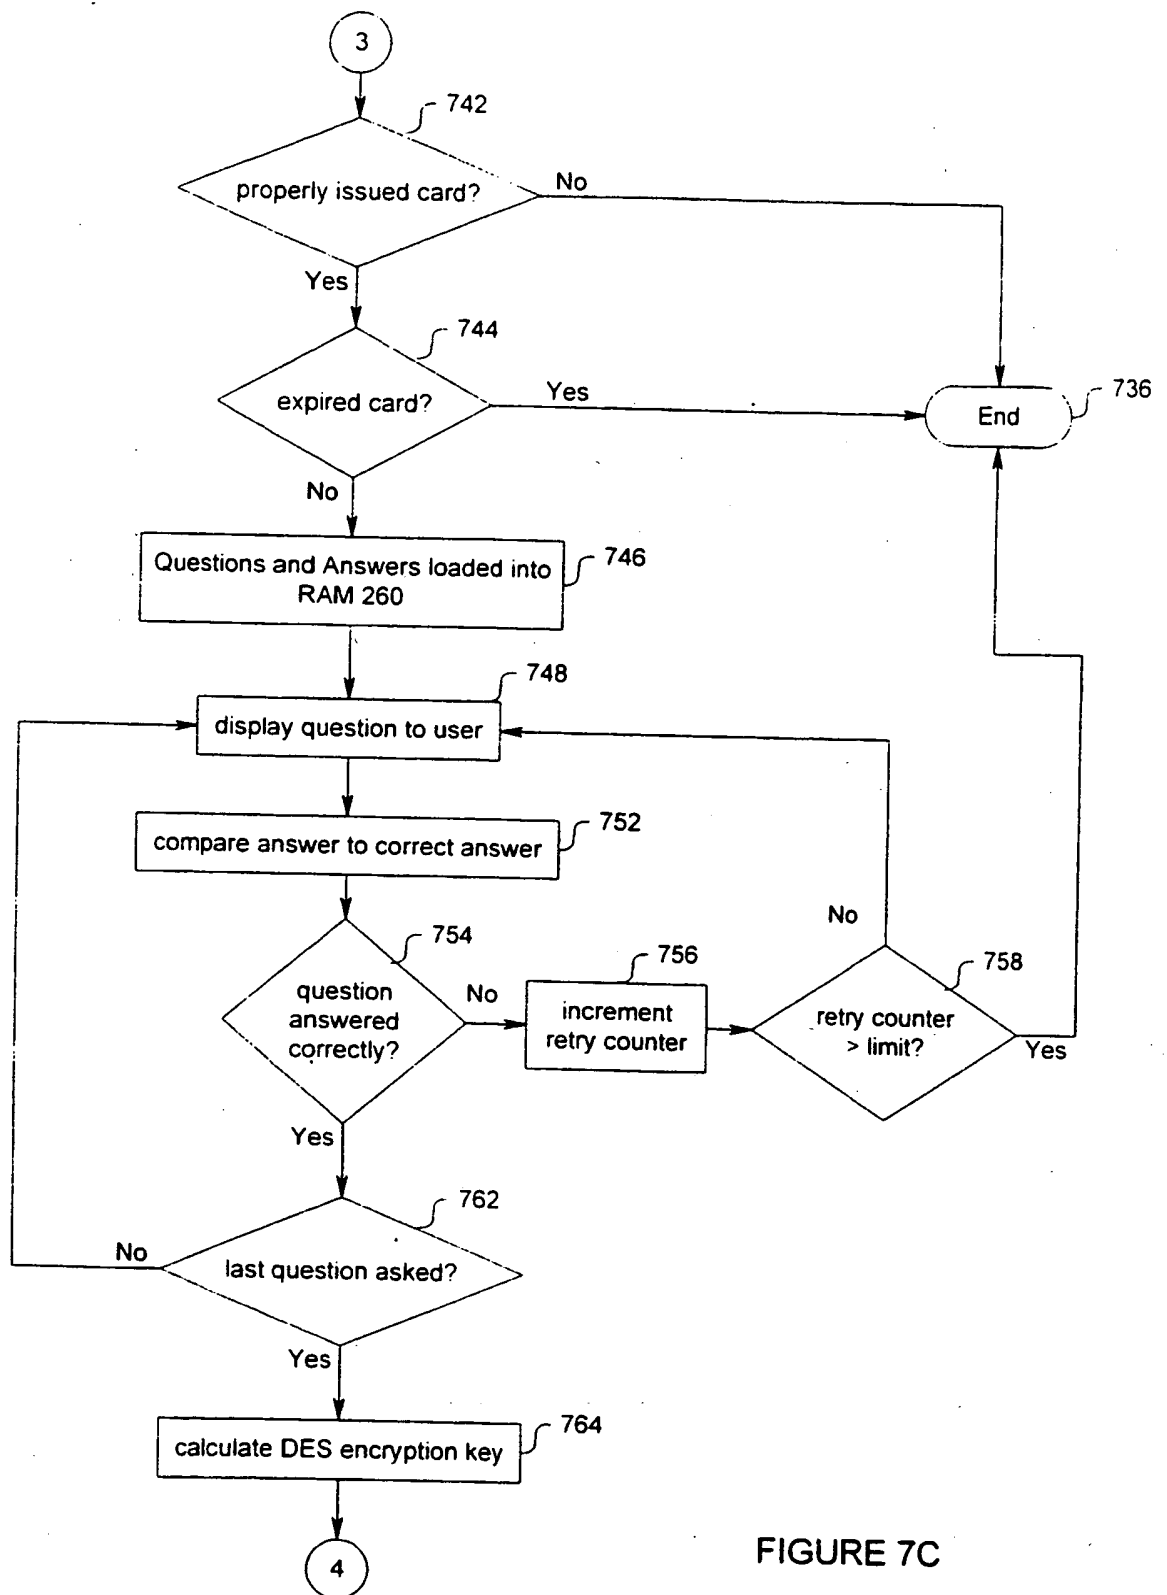 3
742
properly issued card?
No
Yes
744
expired card?
Yes
736
End
No
746
Questions and Answers loaded into
RAM 260
748
display question to user
752
compare answer to correct answer
No
754
756
758
question
answered
correctly?
No
increment
retry counter
retry counter
> limit?
Yes
Yes
762
No
last question asked?
Yes
764
calculate DES encryption key
4
FIGURE 7C